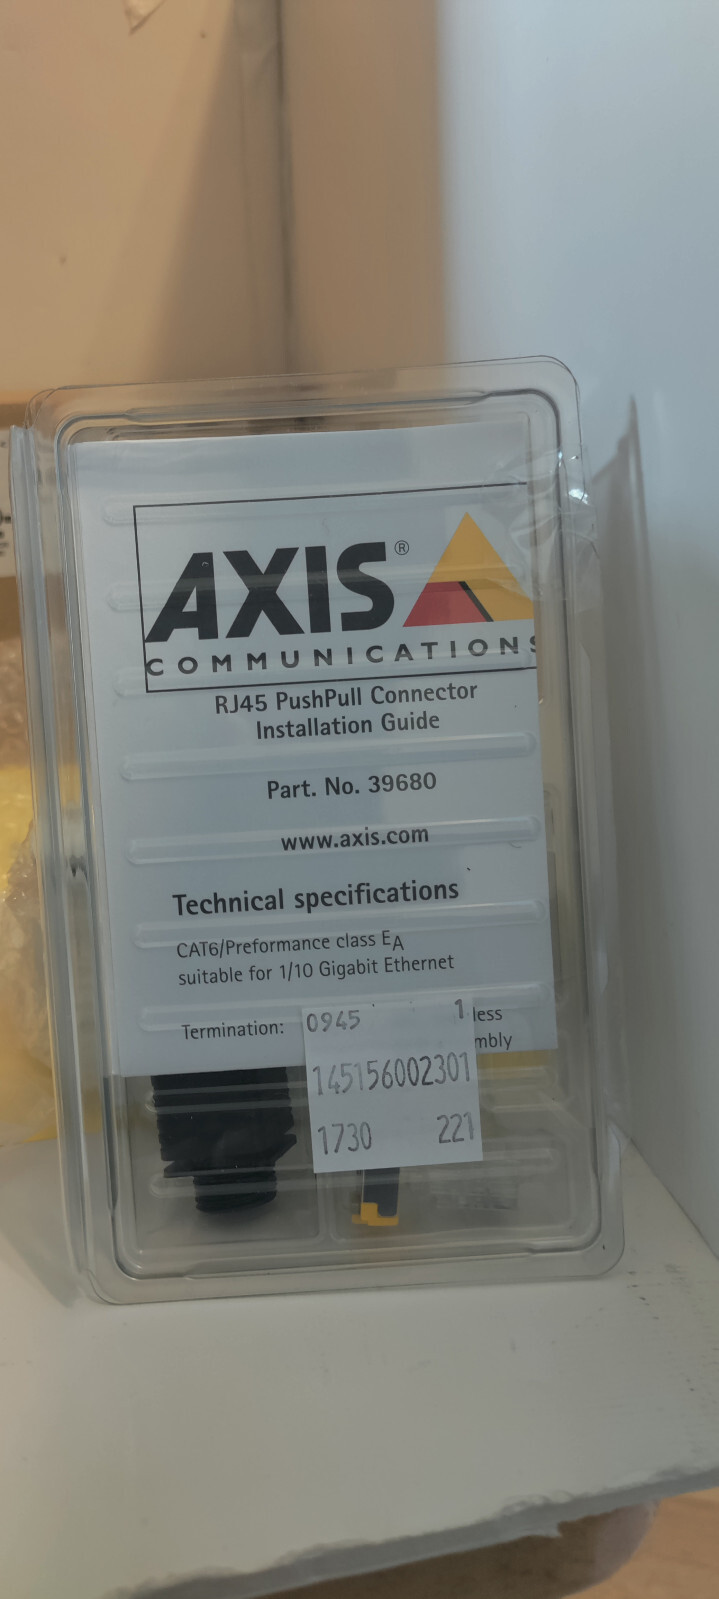 AXIS®
COMMUNICATIONS
RJ45 PushPull Connector
Installation Guide
Part. No. 39680
www.axis.com
Technical specifications
CAT6/Preformance class EA
suitable for 1/10 Gigabit Ethernet
Termination:
less
mbly
0945 1
145156002301
1730 221